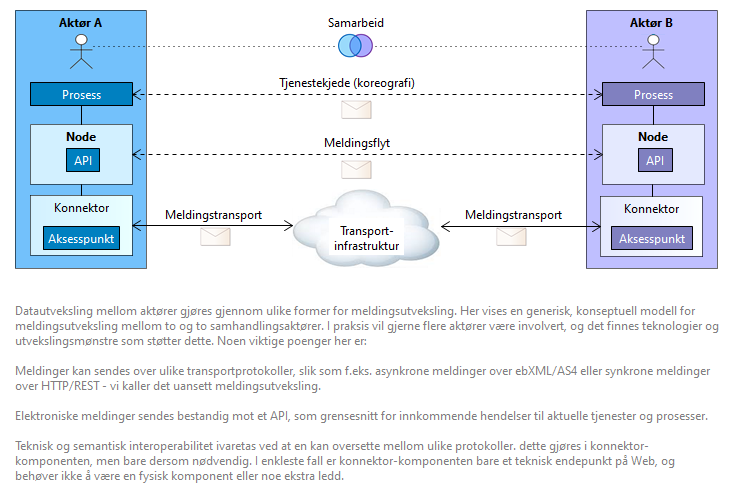 Aktør A
Samarbeid
Aktør B
Tjenestekjede (koreografi)
Prosess
Prosess
Node
Meldingsflyt
Node
API
API
Konnektor
Meldingstransport
Meldingstransport
Konnektor
Aksesspunkt
Transport-
infrastruktur
Aksesspunkt
Datautveksling mellom aktører gjøres gjennom ulike former for meldingsutveksling. Her vises en generisk, konseptuell modell for
meldingsutveksling mellom to og to samhandlingsaktører. I praksis vil gjerne flere aktører være involvert, og det finnes teknologier og
utvekslingsmønstre som støtter dette. Noen viktige poenger her er:
Meldinger kan sendes over ulike transportprotokoller, slik som f.eks. asynkrone meldinger over ebXML/AS4 eller synkrone meldinger
over HTTP/REST - vi kaller det uansett meldingsutveksling.
Elektroniske meldinger sendes bestandig mot et API, som grensesnitt for innkommende hendelser til aktuelle tjenester og prosesser.
Teknisk og semantisk interoperabilitet ivaretas ved at en kan oversette mellom ulike protokoller. dette gjøres i konnektor-
komponenten, men bare dersom nødvendig. I enkleste fall er konnektor-komponenten bare et teknisk endepunkt på Web, og
behøver ikke å være en fysisk komponent eller noe ekstra ledd.